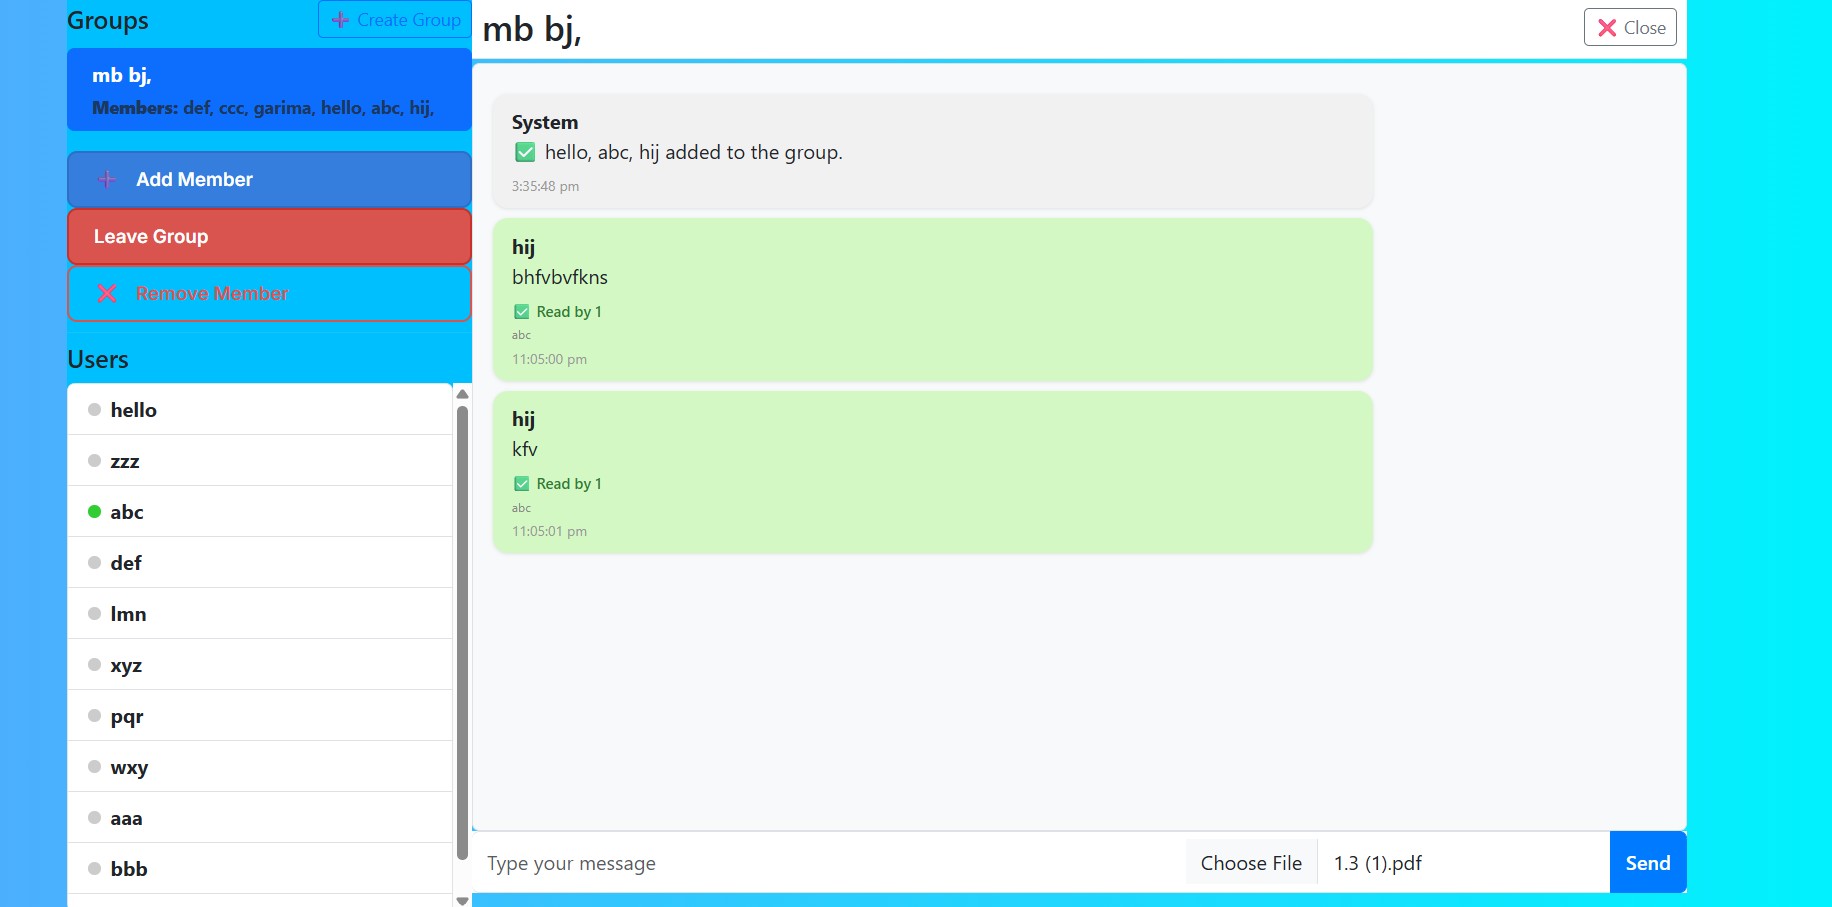 Groups
➕ Create Group
mb bj,
Members: def, ccc, garima, hello, abc, hij,
➕ Add Member
Leave Group
❌ Remove Member
Users
hello
zzz
abc
def
lmn
xyz
pqr
wxy
aaa
bbb
mb bj,
❌ Close
System
✅ hello, abc, hij added to the group.
3:35:48 pm
hij
bhfvbvfkns
✅ Read by 1
abc
11:05:00 pm
hij
kfv
✅ Read by 1
abc
11:05:01 pm
Type your message
Choose File
1.3 (1).pdf
Send